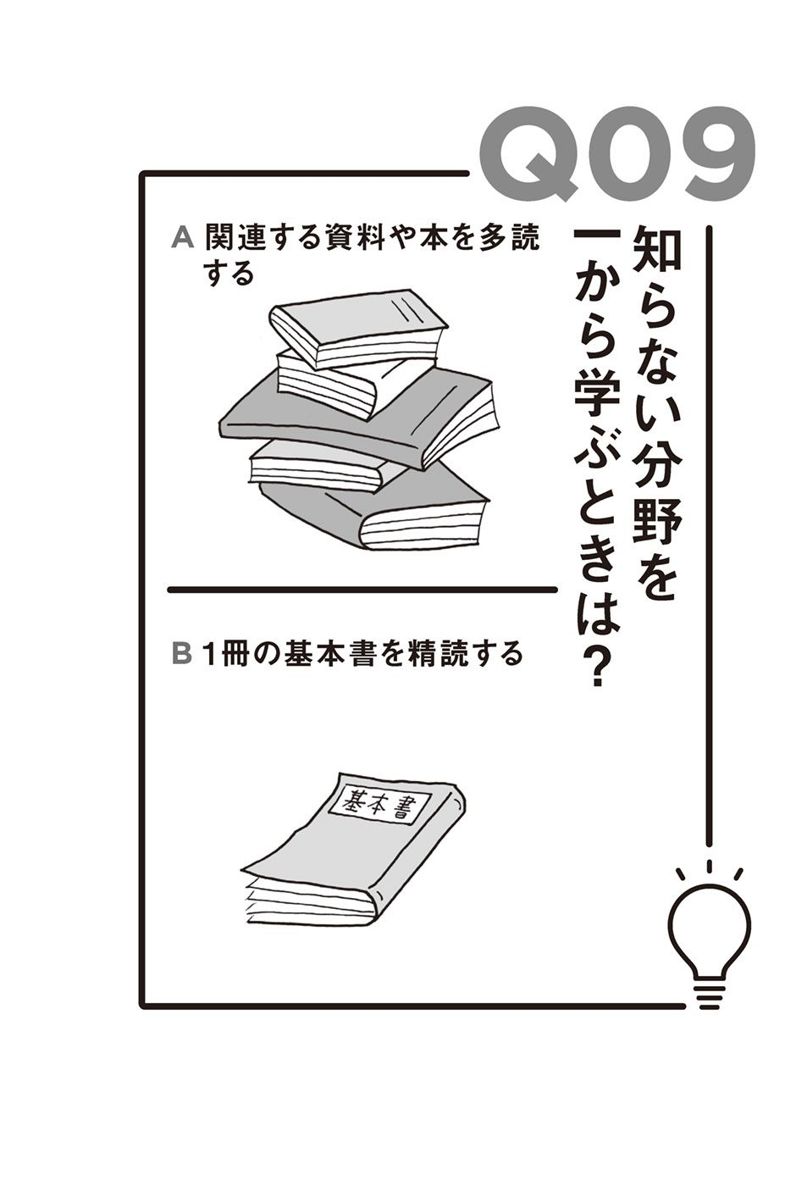 Q09
知らない分野を
一から学ぶときは？
A 関連する資料や本を多読
する
B 1冊の基本書を精読する
基本書